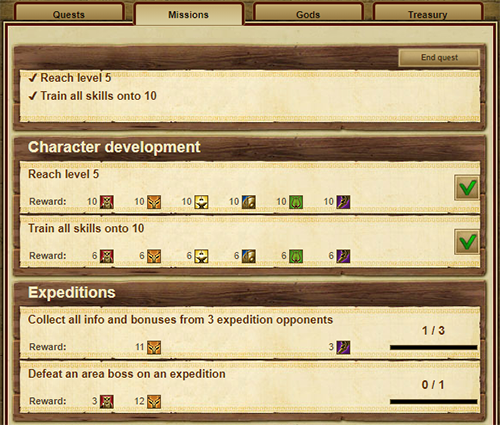 Quests Missions Gods Treasury
End quest
✔ Reach level 5
✔ Train all skills onto 10
Character development
Reach level 5
Reward: 10 10 10 10 10 10
Train all skills onto 10
Reward: 6 6 6 6 6 6
Expeditions
Collect all info and bonuses from 3 expedition opponents
1 / 3
Reward: 11 3
Defeat an area boss on an expedition
0 / 1
Reward: 3 12